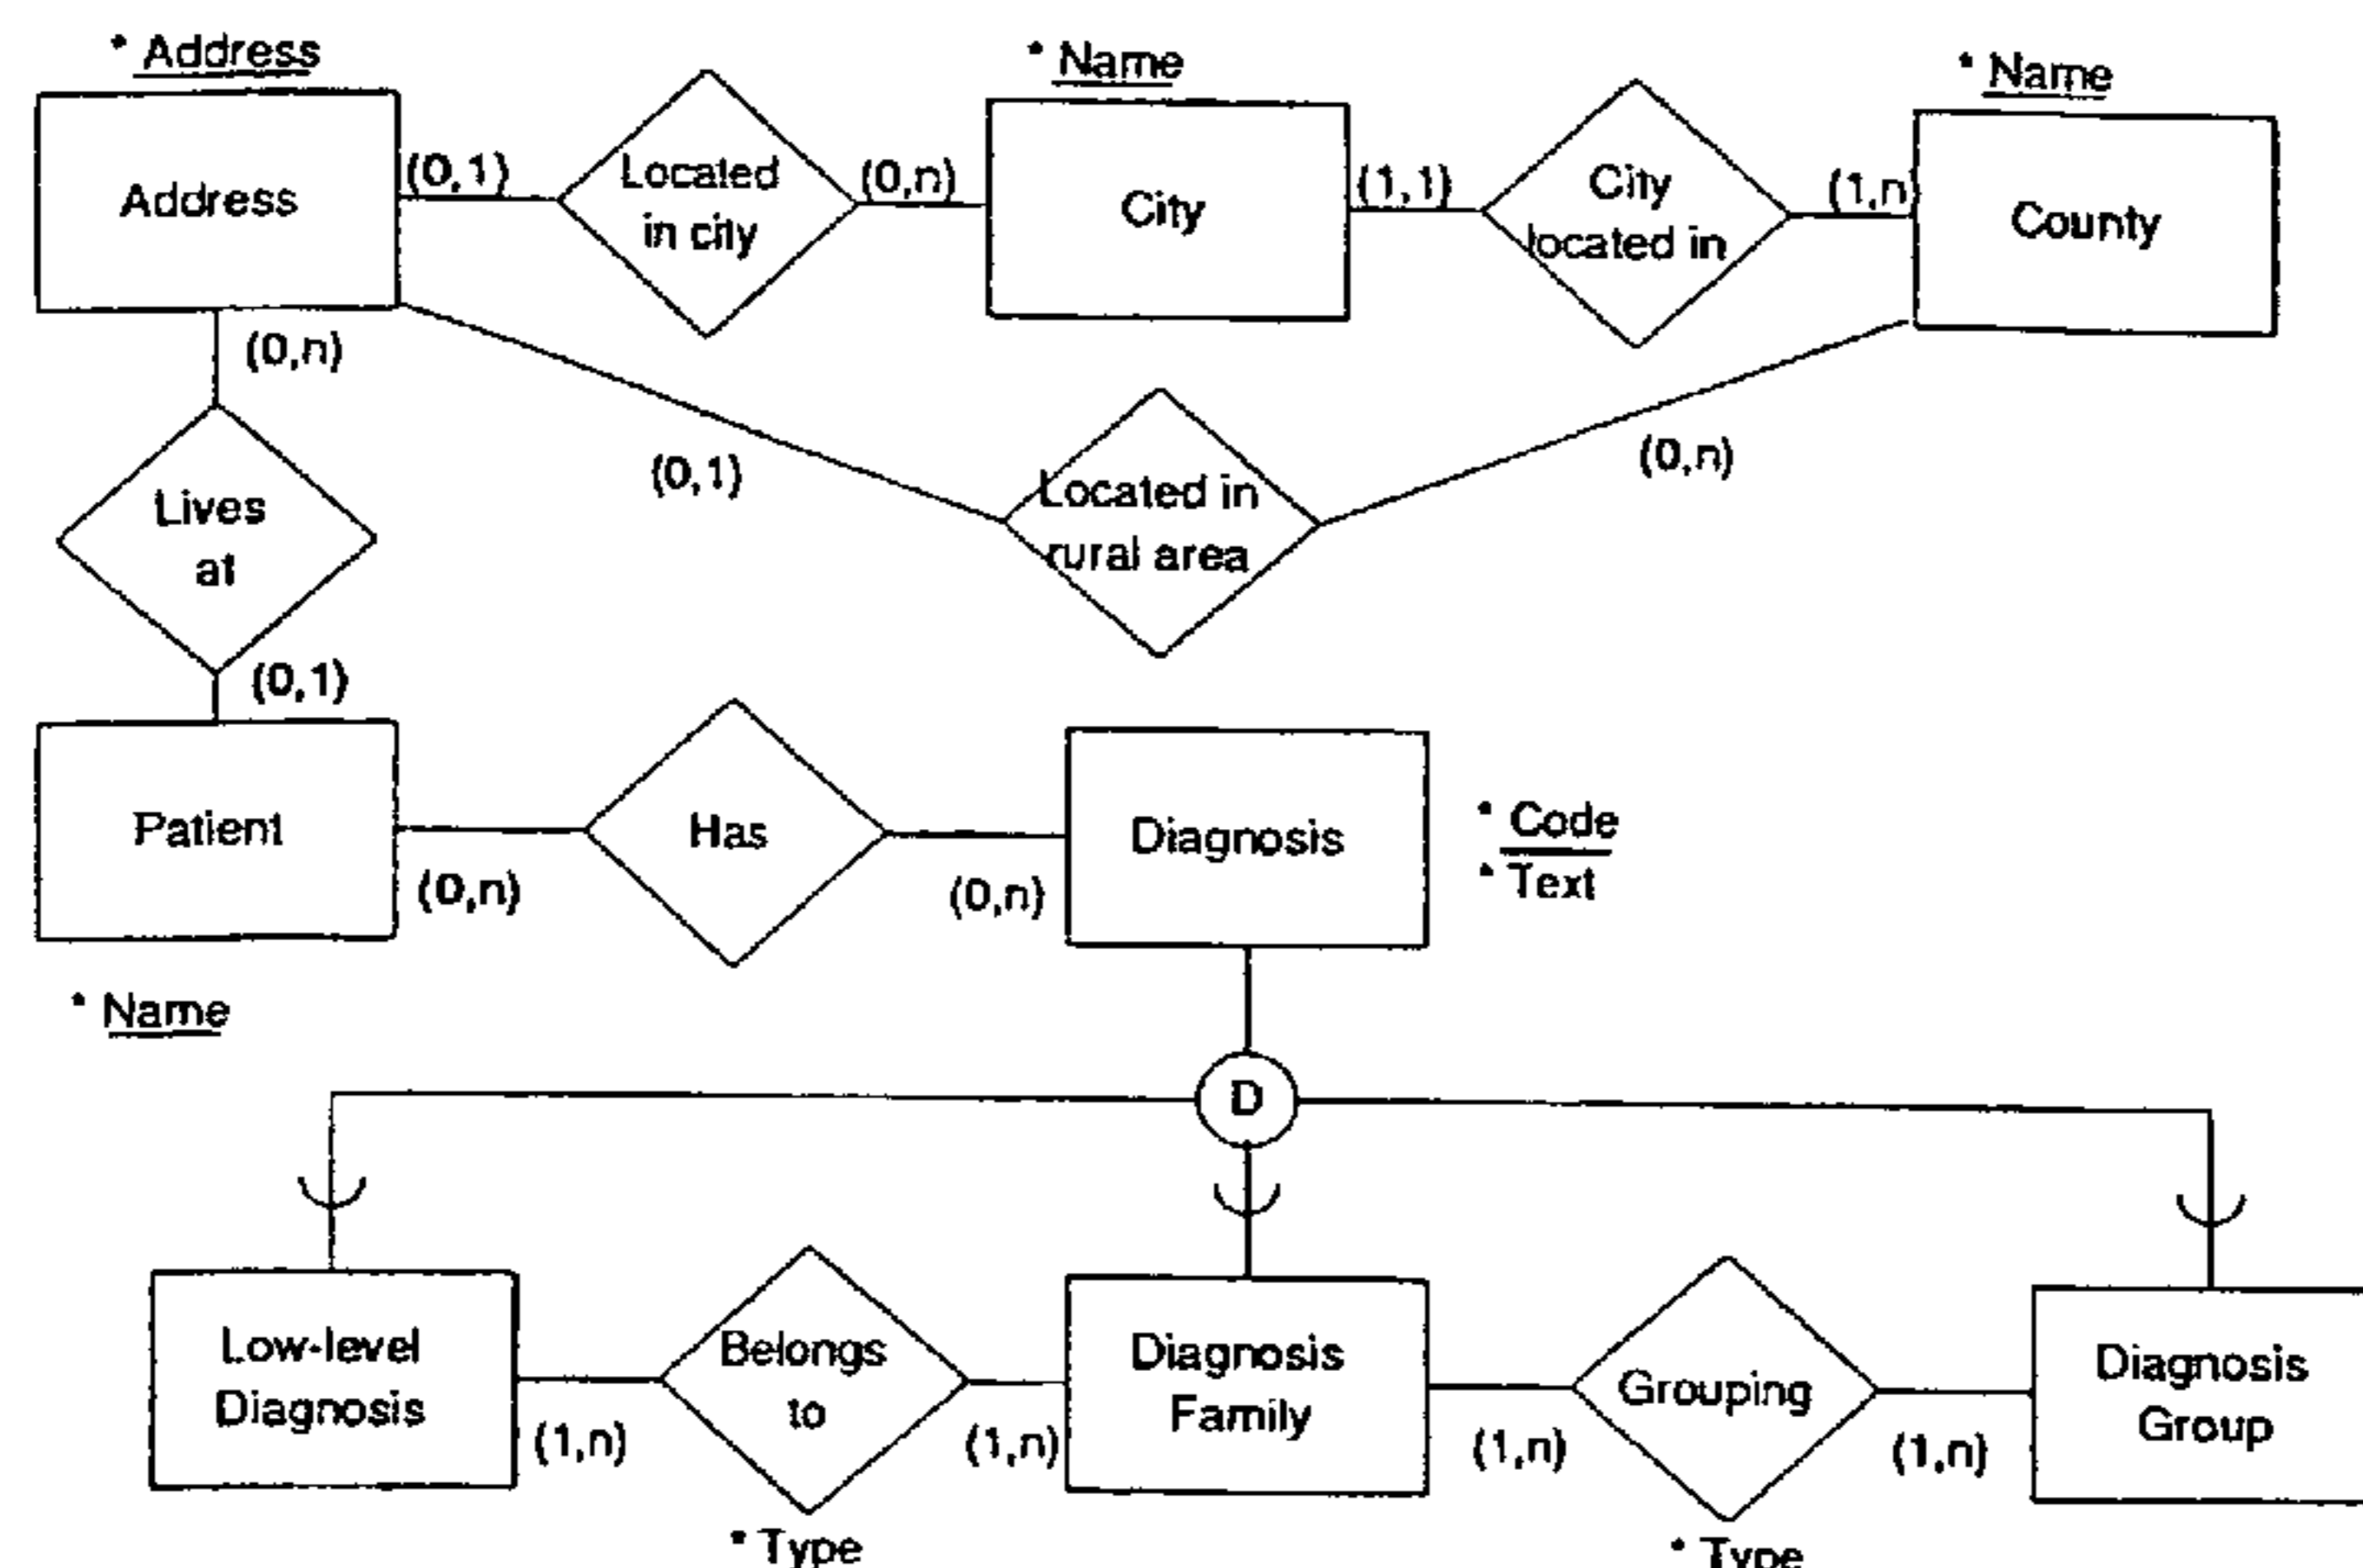 * Address
* Name
* Name
Address
(0,1)
Located
in city
(0,n)
City
(1,1)
City
located in
(1,n)
County
(0,n)
(0,1)
Located in
rural area
(0,n)
Lives
at
(0,1)
Patient
(0,n)
Has
(0,n)
Diagnosis
* Code
* Text
* Name
D
Low-level
Diagnosis
(1,n)
Belongs
to
(1,n)
Diagnosis
Family
(1,n)
Grouping
(1,n)
Diagnosis
Group
* Type
* Type